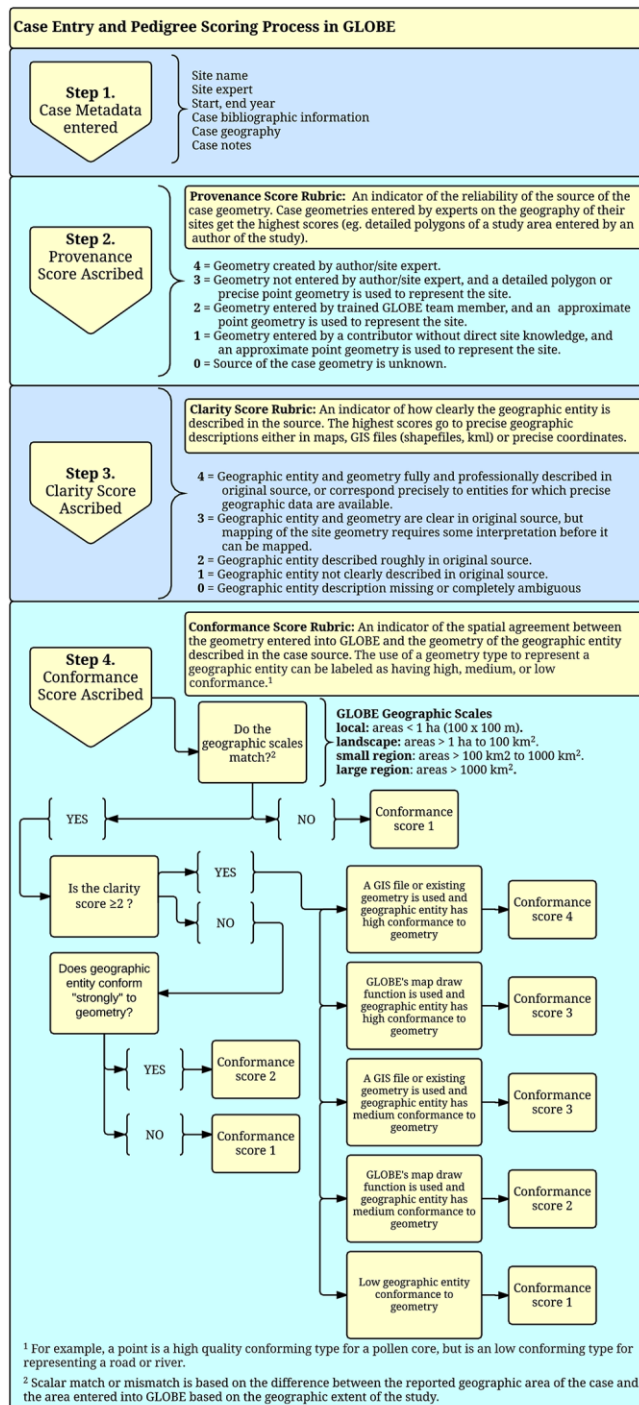 Case Entry and Pedigree Scoring Process in GLOBE
Step 1.
Case Metadata
entered
Site name
Site expert
Start, end year
Case bibliographic information
Case geography
Case notes
Step 2.
Provenance
Score Ascribed
Provenance Score Rubric: An indicator of the reliability of the source of the
case geometry. Case geometries entered by experts on the geography of their
sites get the highest scores (eg. detailed polygons of a study area entered by an
author of the study).
4 = Geometry created by author/site expert.
3 = Geometry not entered by author/site expert, and a detailed polygon or
precise point geometry is used to represent the site.
2 = Geometry entered by trained GLOBE team member, and an approximate
point geometry is used to represent the site.
1 = Geometry entered by a contributor without direct site knowledge, and
an approximate point geometry is used to represent the site.
0 = Source of the case geometry is unknown.
Step 3.
Clarity Score
Ascribed
Clarity Score Rubric: An indicator of how clearly the geographic entity is
described in the source. The highest scores go to precise geographic
descriptions either in maps, GIS files (shapefiles, kml) or precise coordinates.
4 = Geographic entity and geometry fully and professionally described in
original source, or correspond precisely to entities for which precise
geographic data are available.
3 = Geographic entity and geometry are clear in original source, but
mapping of the site geometry requires some interpretation before it
can be mapped.
2 = Geographic entity described roughly in original source.
1 = Geographic entity not clearly described in original source.
0 = Geographic entity description missing or completely ambiguous
Step 4.
Conformance
Score Ascribed
Conformance Score Rubric: An indicator of the spatial agreement between
the geometry entered into GLOBE and the geometry of the geographic entity
described in the case source. The use of a geometry type to represent a
geographic entity can be labeled as having high, medium, or low
conformance.¹
Do the
geographic scales
match?²
GLOBE Geographic Scales
local: areas < 1 ha (100 x 100 m).
landscape: areas > 1 ha to 100 km².
small region: areas > 100 km2 to 1000 km².
large region: areas > 1000 km².
YES
NO
Conformance
score 1
Is the clarity
score ≥2 ?
YES
NO
A GIS file or existing
geometry is used and
geographic entity has
high conformance to
geometry
Conformance
score 4
Does geographic
entity conform
"strongly" to
geometry?
GLOBE's map draw
function is used and
geographic entity has
high conformance to
geometry
Conformance
score 3
YES
Conformance
score 2
A GIS file or existing
geometry is used and
geographic entity has
medium conformance to
geometry
Conformance
score 3
NO
Conformance
score 1
GLOBE's map draw
function is used and
geographic entity has
medium conformance to
geometry
Conformance
score 2
Low geographic entity
conformance to
geometry
Conformance
score 1
¹ For example, a point is a high quality conforming type for a pollen core, but is an low conforming type for
representing a road or river.
² Scalar match or mismatch is based on the difference between the reported geographic area of the case and
the area entered into GLOBE based on the geographic extent of the study.